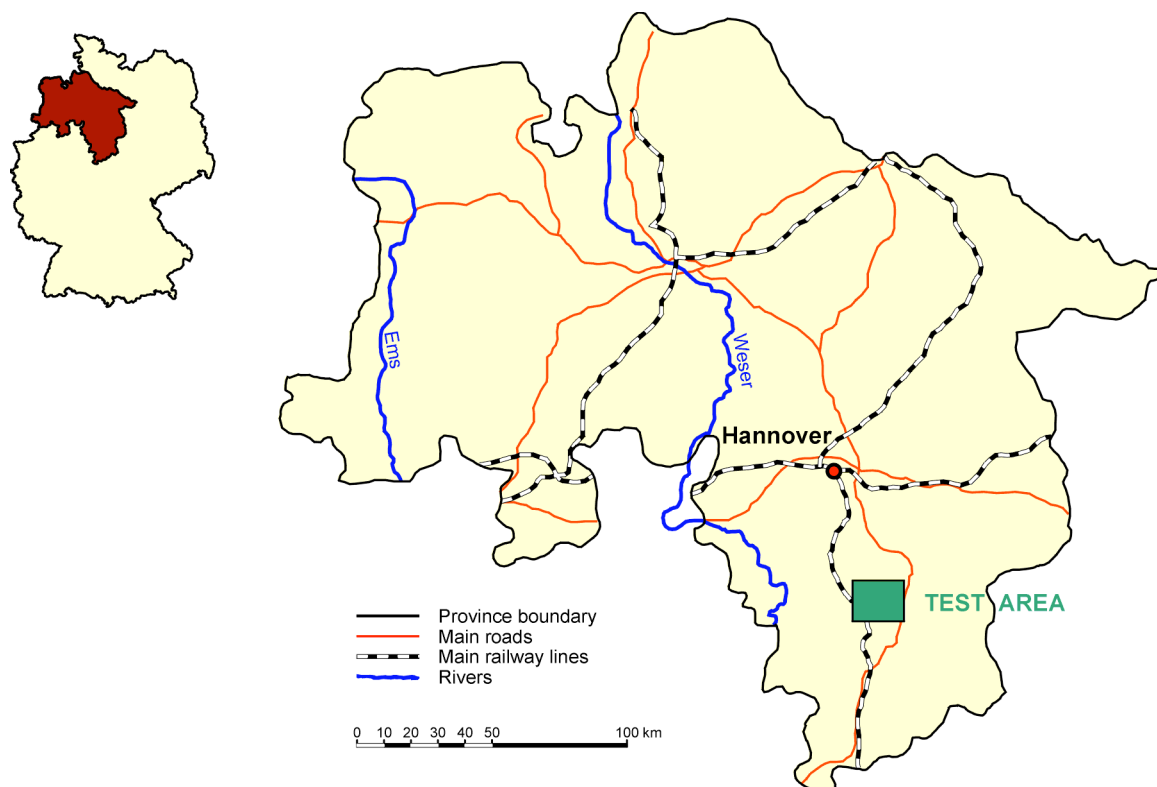 Ems
Weser
Hannover
TEST AREA
Province boundary
Main roads
Main railway lines
Rivers
0 10 20 30 40 50 100 km